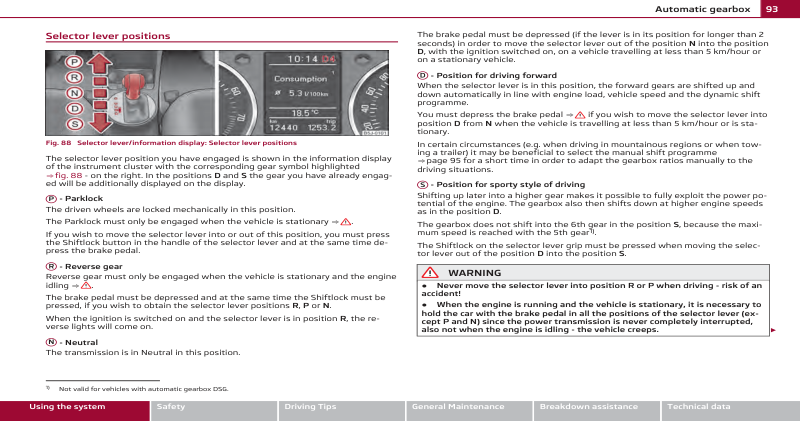 Automatic gearbox 93
Selector lever positions
P
R
N
D
S
10:14 D6
Consumption
ø 5.3 l/100km
18.5 °C
km
12440 1253.2
Fig. 88 Selector lever/information display: Selector lever positions
The selector lever position you have engaged is shown in the information display
of the instrument cluster with the corresponding gear symbol highlighted
⇒ fig. 88 - on the right. In the positions D and S the gear you have already engag-
ed will be additionally displayed on the display.
P - Parklock
The driven wheels are locked mechanically in this position.
The Parklock must only be engaged when the vehicle is stationary ⇒ ⚠.
If you wish to move the selector lever into or out of this position, you must press
the Shiftlock button in the handle of the selector lever and at the same time de-
press the brake pedal.
R - Reverse gear
Reverse gear must only be engaged when the vehicle is stationary and the engine
idling ⇒ ⚠.
The brake pedal must be depressed and at the same time the Shiftlock must be
pressed, if you wish to obtain the selector lever positions R, P or N.
When the ignition is switched on and the selector lever is in position R, the re-
verse lights will come on.
N - Neutral
The transmission is in Neutral in this position.
The brake pedal must be depressed (if the lever is in its position for longer than 2
seconds) in order to move the selector lever out of the position N into the position
D, with the ignition switched on, on a vehicle travelling at less than 5 km/hour or
on a stationary vehicle.
D - Position for driving forward
When the selector lever is in this position, the forward gears are shifted up and
down automatically in line with engine load, vehicle speed and the dynamic shift
programme.
You must depress the brake pedal ⇒ ⚠ if you wish to move the selector lever into
position D from N when the vehicle is travelling at less than 5 km/hour or is sta-
tionary.
In certain circumstances (e.g. when driving in mountainous regions or when tow-
ing a trailer) it may be beneficial to select the manual shift programme
⇒ page 95 for a short time in order to adapt the gearbox ratios manually to the
driving situations.
S - Position for sporty style of driving
Shifting up later into a higher gear makes it possible to fully exploit the power po-
tential of the engine. The gearbox also then shifts down at higher engine speeds
as in the position D.
The gearbox does not shift into the 6th gear in the position S, because the maxi-
mum speed is reached with the 5th gear¹⁾.
The Shiftlock on the selector lever grip must be pressed when moving the selec-
tor lever out of the position D into the position S.
WARNING
● Never move the selector lever into position R or P when driving - risk of an
accident!
● When the engine is running and the vehicle is stationary, it is necessary to
hold the car with the brake pedal in all the positions of the selector lever (ex-
cept P and N) since the power transmission is never completely interrupted,
also not when the engine is idling - the vehicle creeps.
¹⁾ Not valid for vehicles with automatic gearbox DSG.
Using the system
Safety
Driving Tips
General Maintenance
Breakdown assistance
Technical data